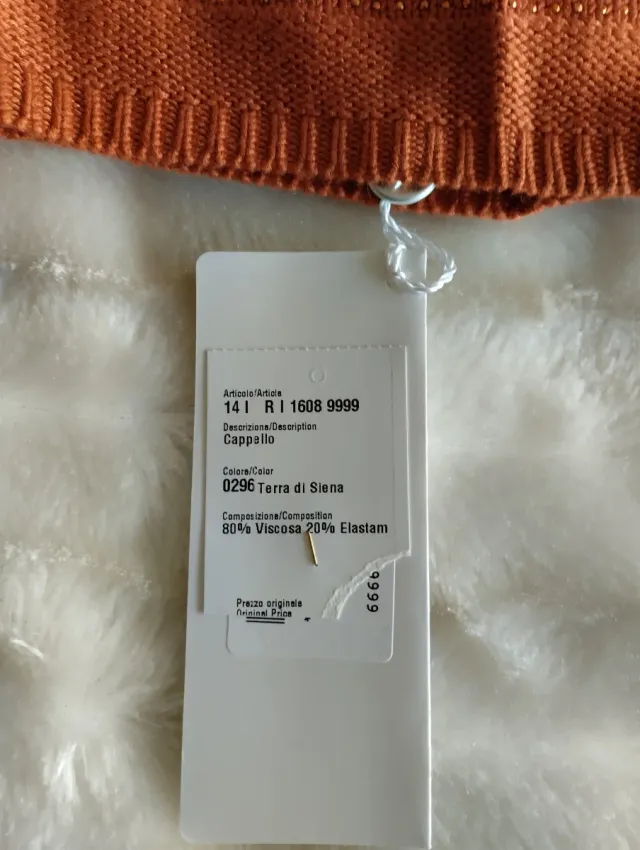 Articolo/Article
14 I R I 1608 9999
Descrizione/Description
Cappello
Colore/Color
0296 Terra di Siena
Composizione/Composition
80% Viscosa 20% Elastam
Prezzo originale
Original Price
9999